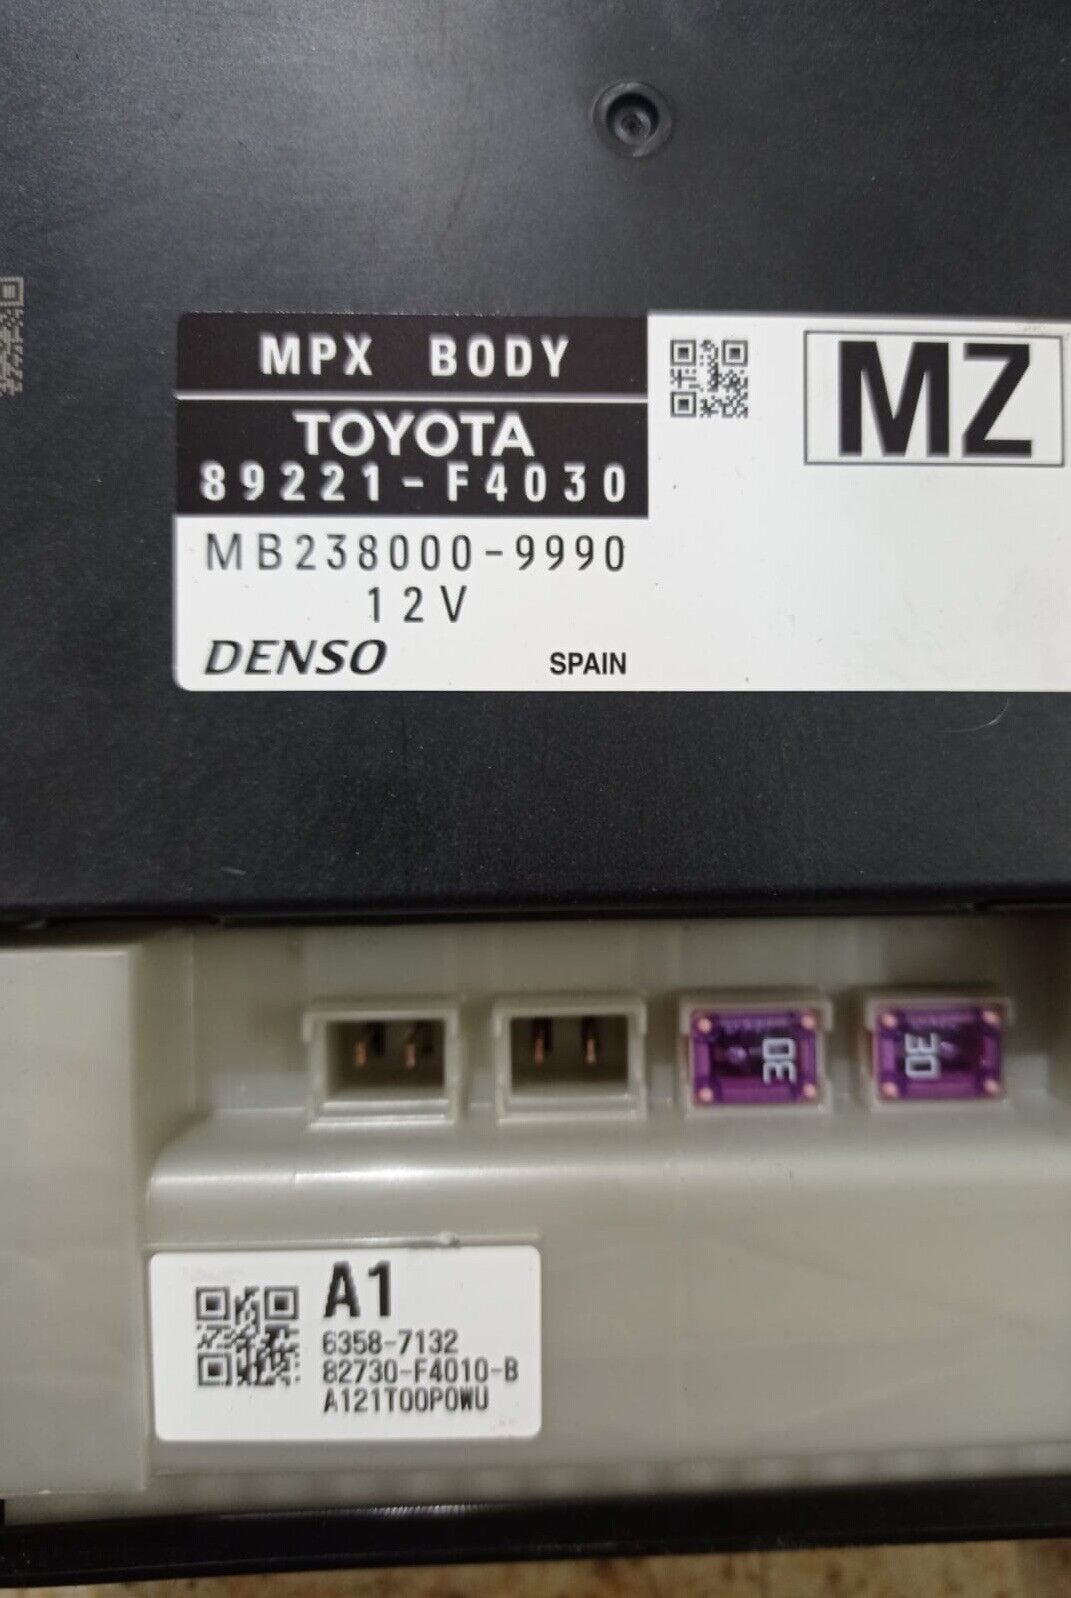 MPX BODY
MZ
TOYOTA
89221-F4030
MB238000-9990
12V
DENSO
SPAIN
30
30
A1
6358-7132
82730-F4010-B
A121T00P0WU